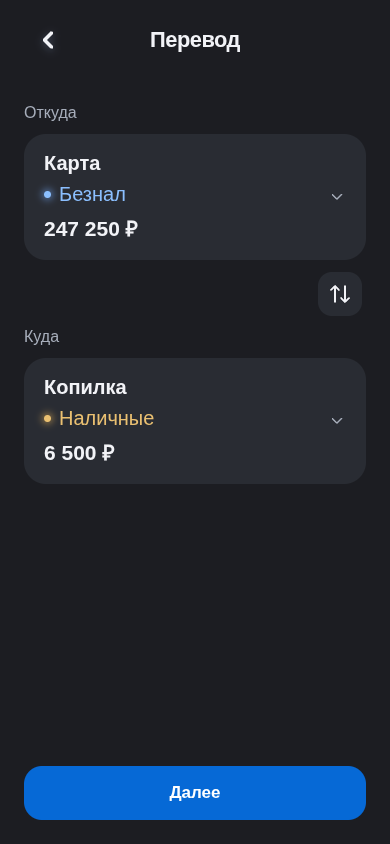 Перевод
Откуда
Карта
Безнал
247 250 ₽
Куда
Копилка
Наличные
6 500 ₽
Далее